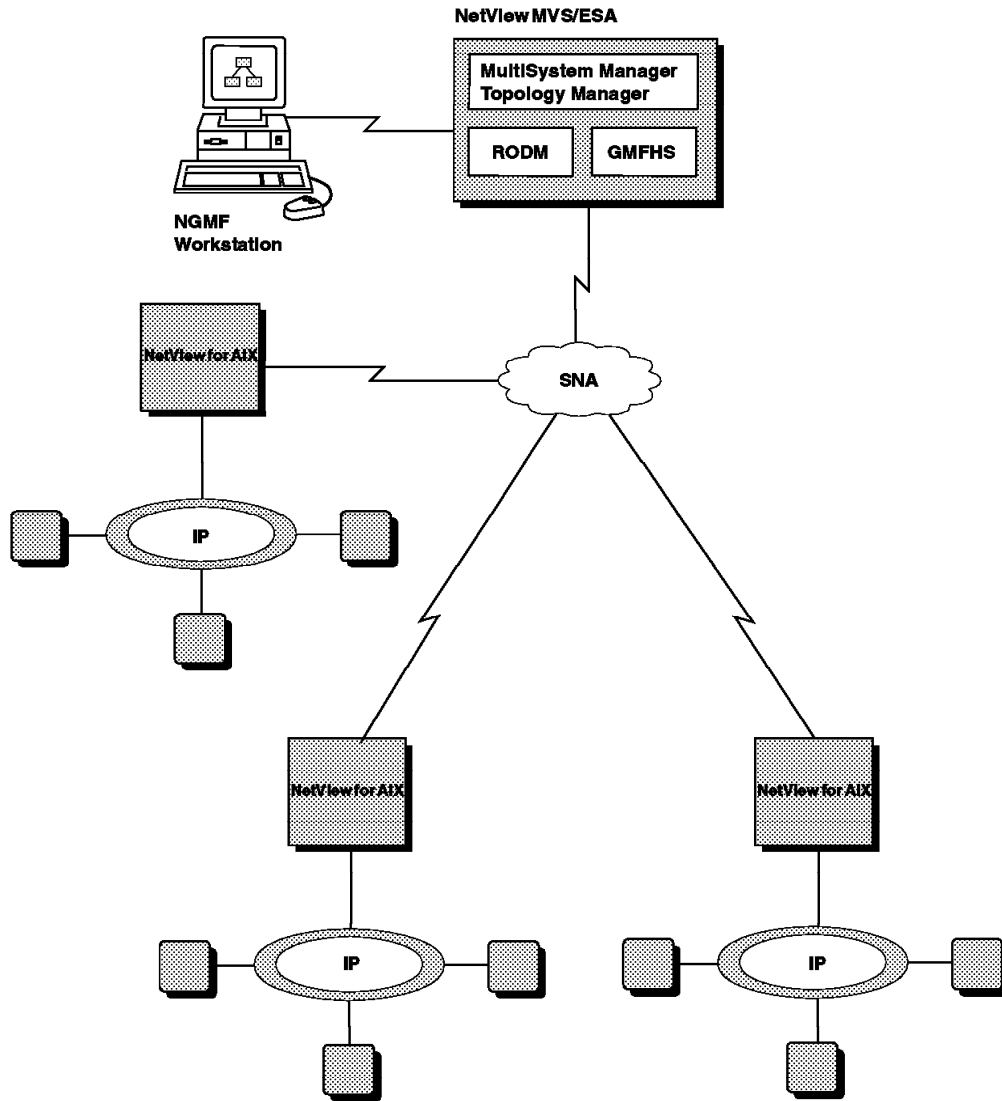 NetView MVS/ESA
MultiSystem Manager
Topology Manager
RODM
GMFHS
NGMF
Workstation
NetView for AIX
SNA
IP
NetView for AIX
NetView for AIX
IP
IP